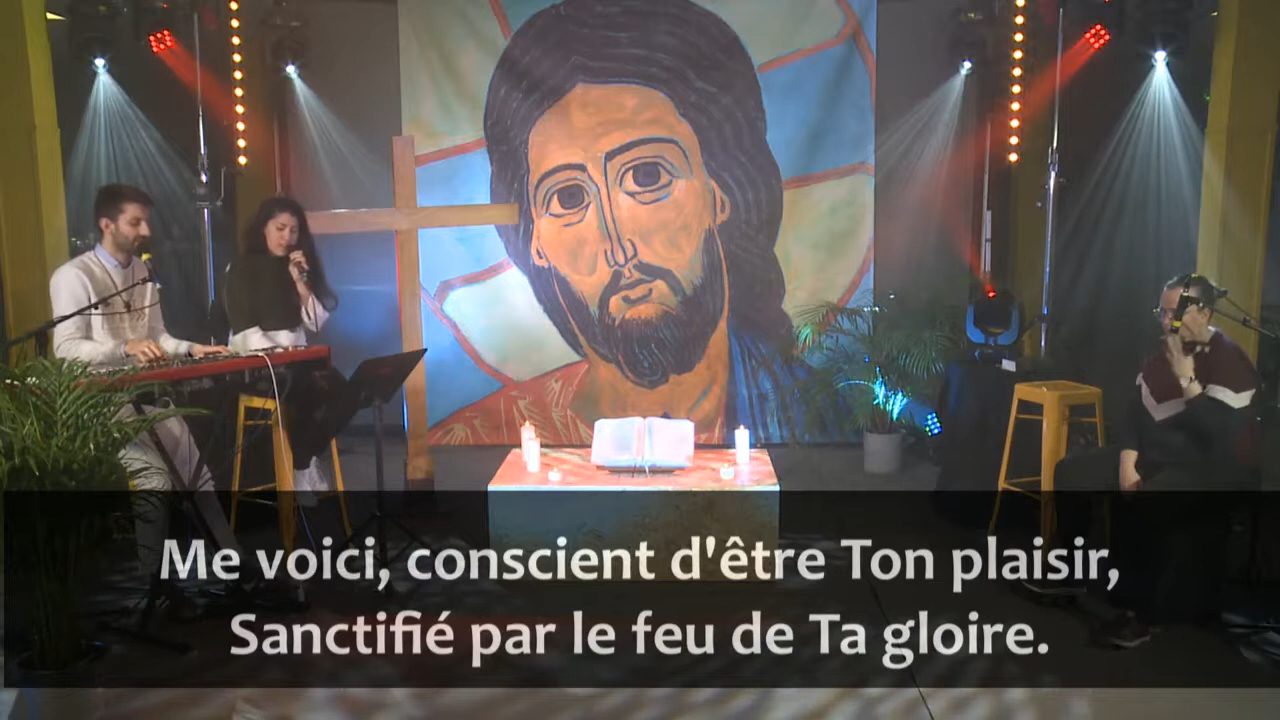 Me voici, conscient d'être Ton plaisir,
Sanctifié par le feu de Ta gloire.